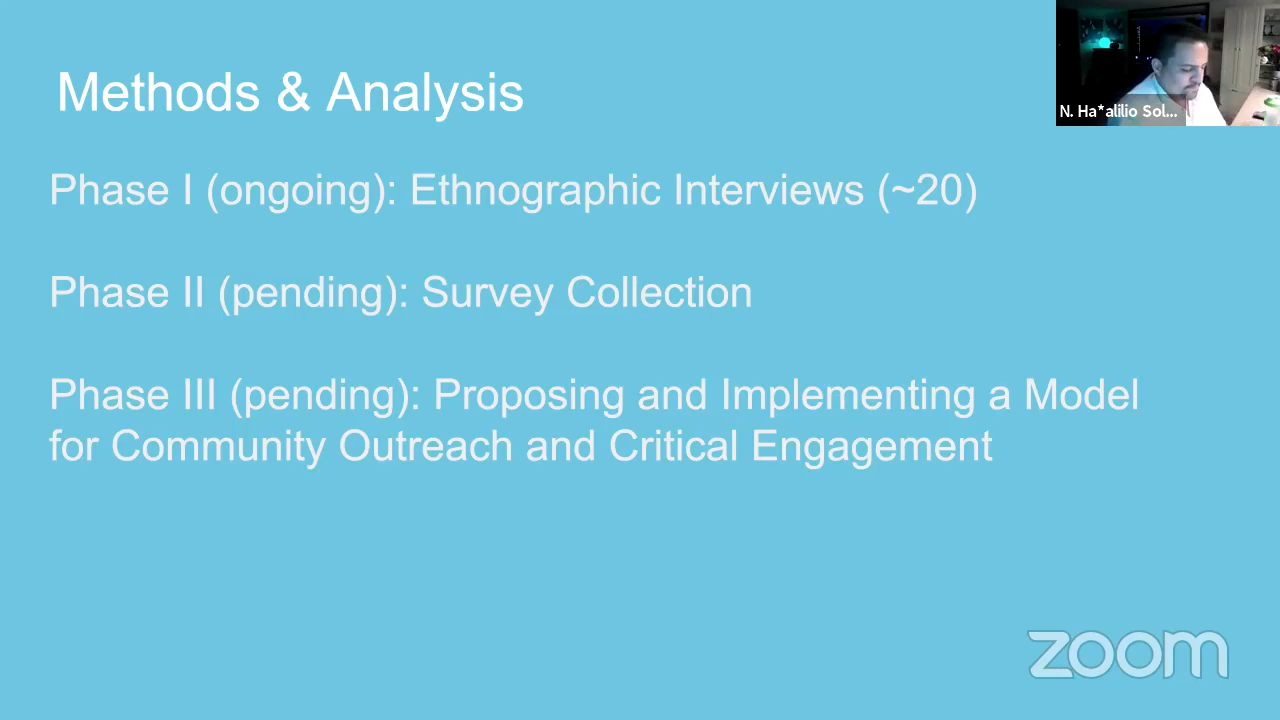 Methods & Analysis
N. Ha*alilio Sol...
Phase I (ongoing): Ethnographic Interviews (~20)
Phase II (pending): Survey Collection
Phase III (pending): Proposing and Implementing a Model
for Community Outreach and Critical Engagement
zoom